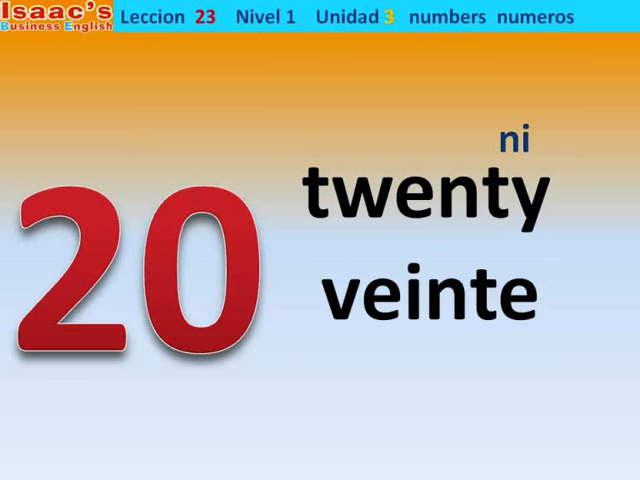 Isaac's
Business English
Leccion 23 Nivel 1 Unidad 3 numbers numeros
ni
twenty
20
veinte